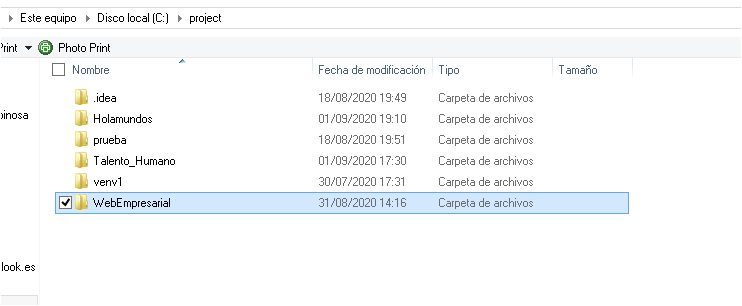 Este equipo Disco local (C:) project
Print Photo Print
Nombre Fecha de modificación Tipo Tamaño
.idea 18/08/2020 19:49 Carpeta de archivos
Holamundos 01/09/2020 19:10 Carpeta de archivos
pinosa
prueba 18/08/2020 19:51 Carpeta de archivos
Talento_Humano 01/09/2020 17:30 Carpeta de archivos
venv1 30/07/2020 17:31 Carpeta de archivos
WebEmpresarial 31/08/2020 14:16 Carpeta de archivos
look.es